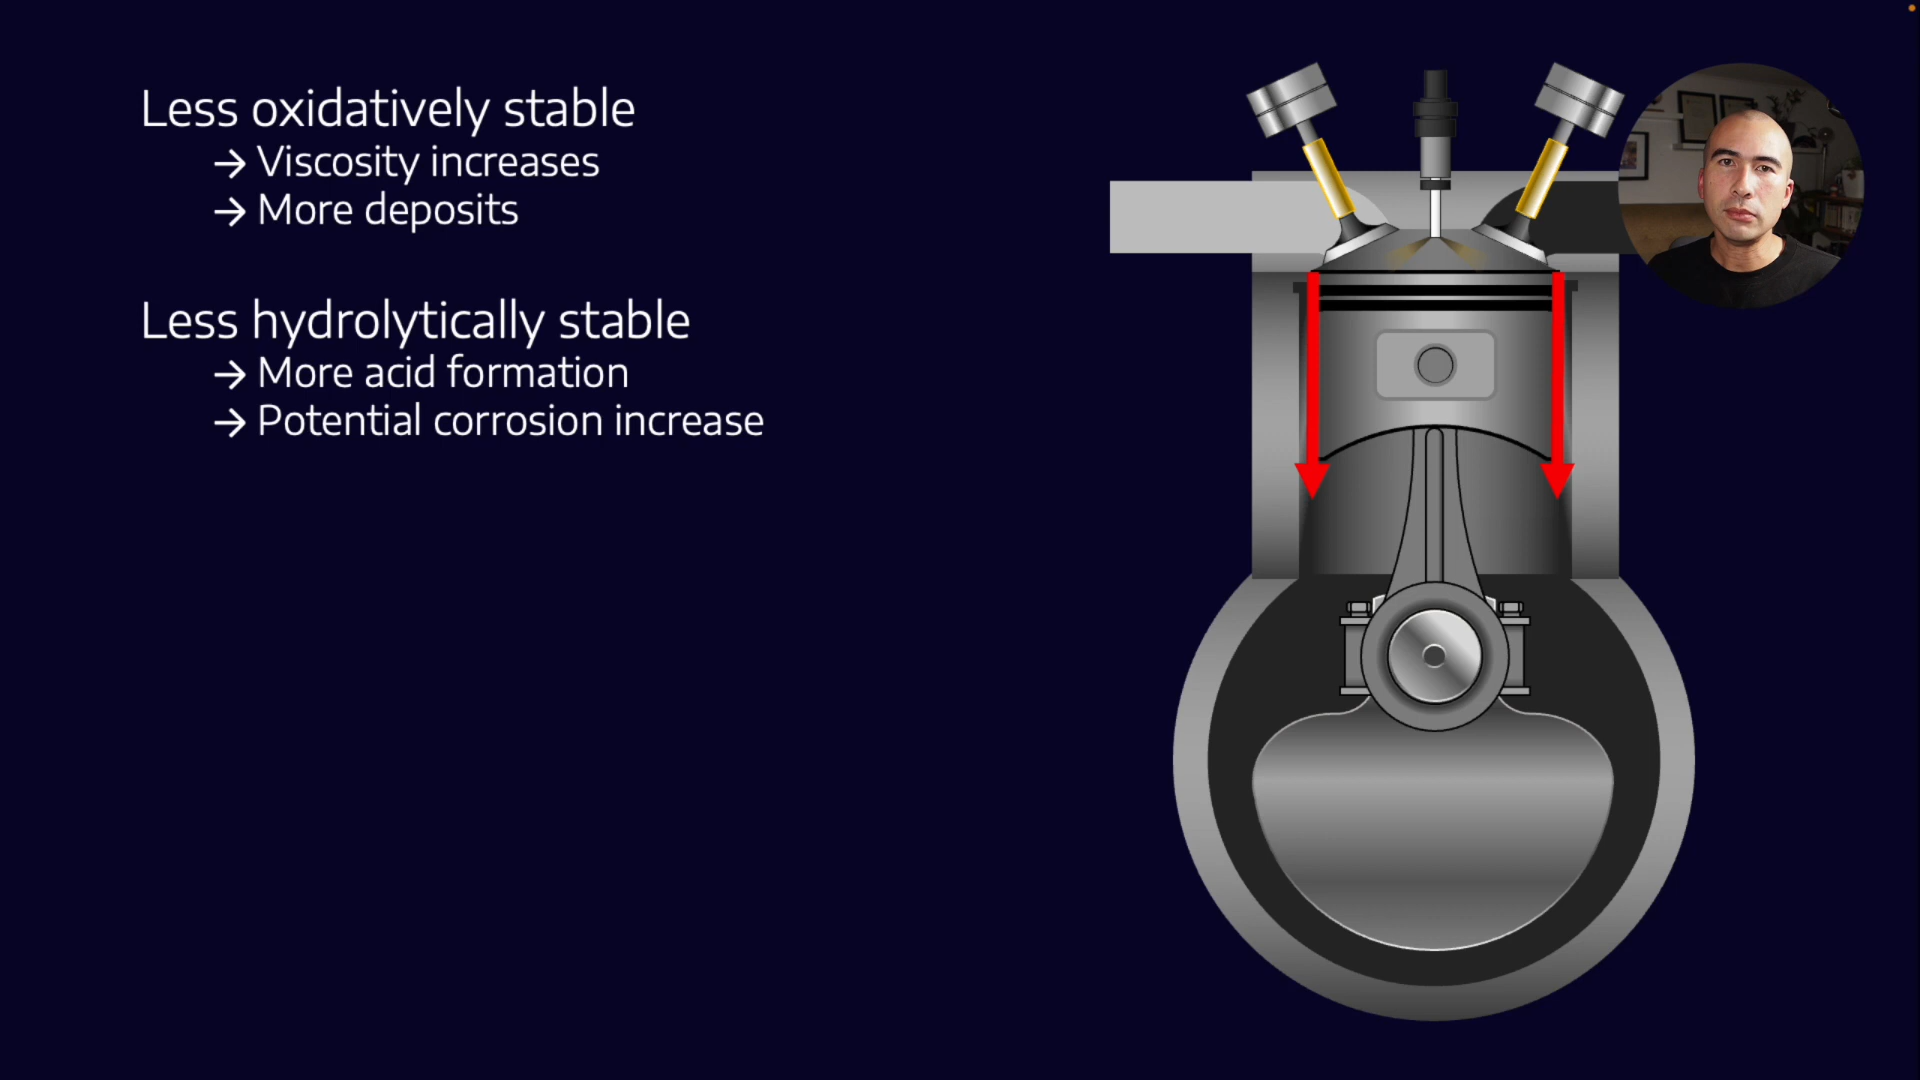 Less oxidatively stable
→ Viscosity increases
→ More deposits
Less hydrolytically stable
→ More acid formation
→ Potential corrosion increase